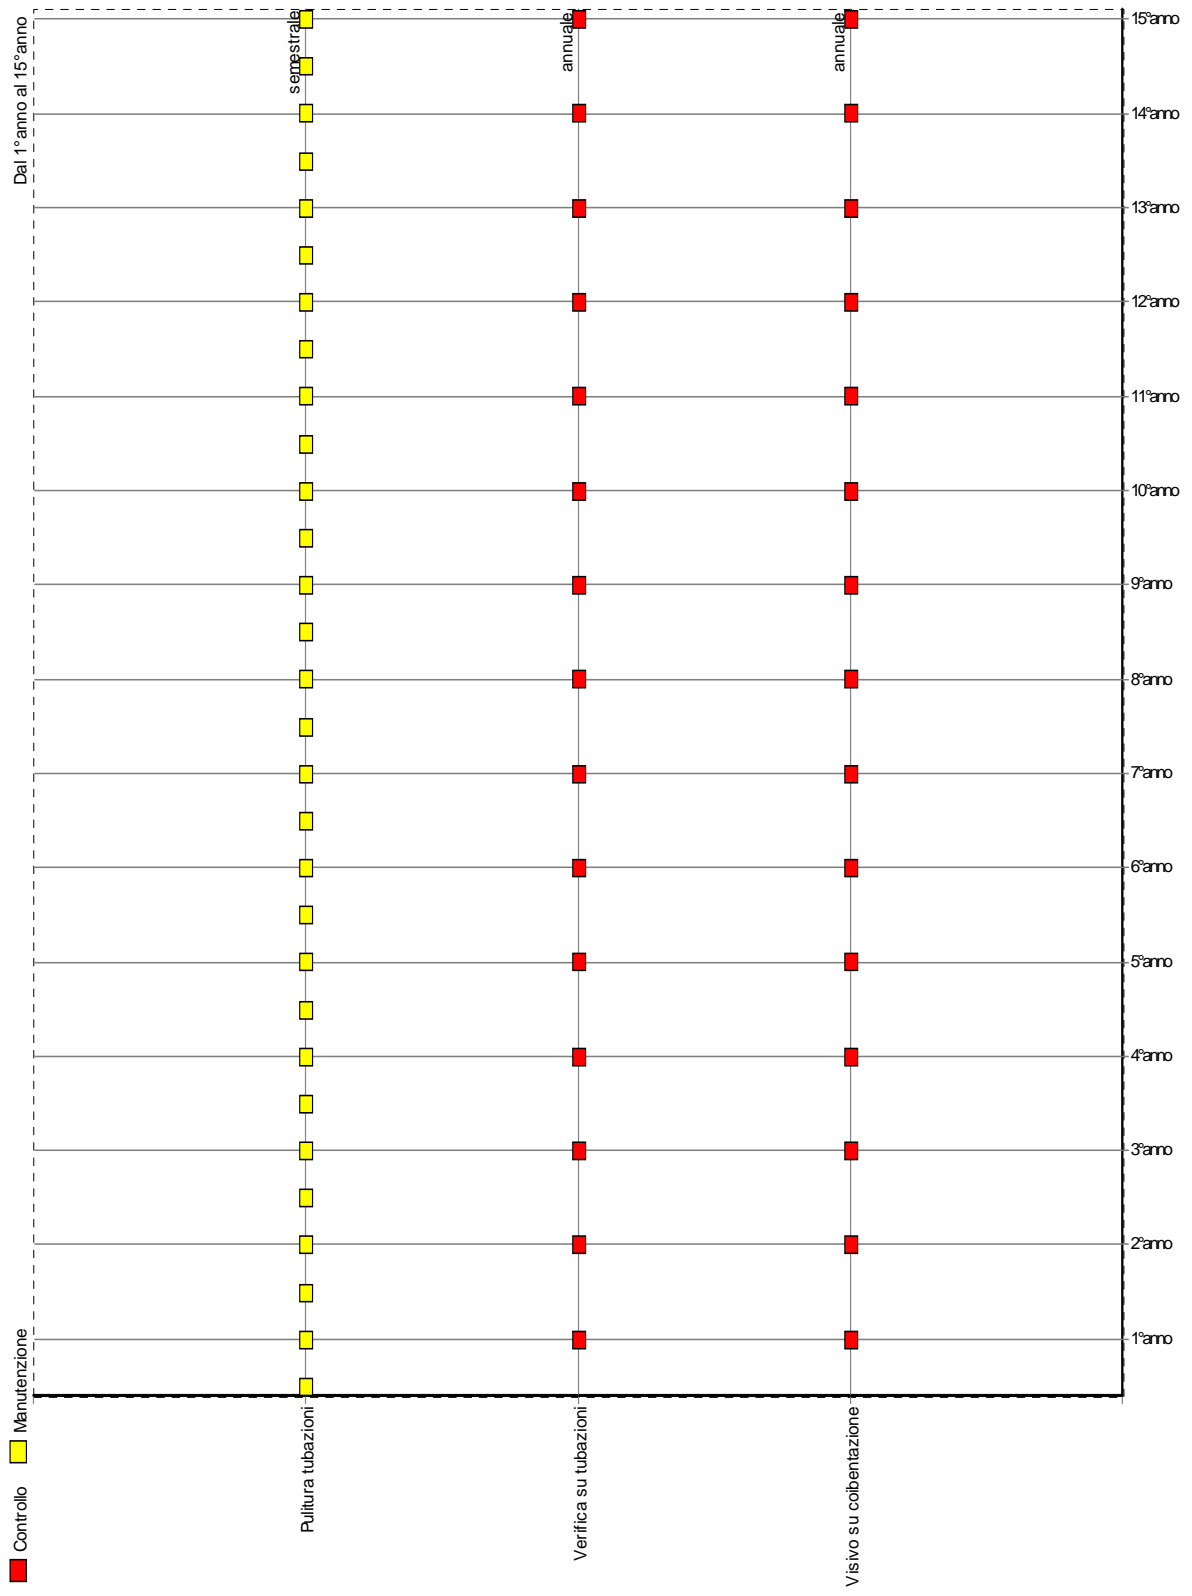 Controllo
Manutenzione
Dal 1°anno al 15°anno
Pulitura tubazioni
semestrale
Verifica su tubazioni
annuale
Visivo su coibentazione
annuale
1°anno
2°anno
3°anno
4°anno
5°anno
6°anno
7°anno
8°anno
9°anno
10°anno
11°anno
12°anno
13°anno
14°anno
15°anno